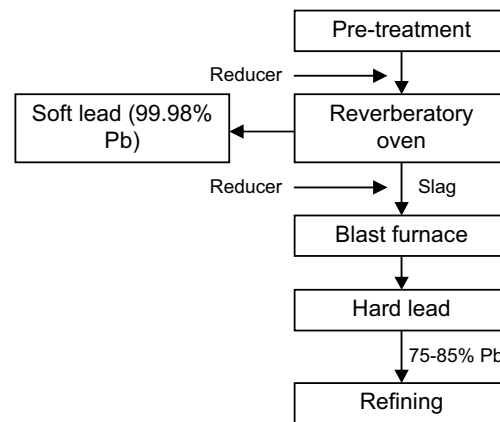 Pre-treatment
Reducer
Soft lead (99.98%
Pb)
Reverberatory
oven
Reducer
Slag
Blast furnace
Hard lead
75-85% Pb
Refining